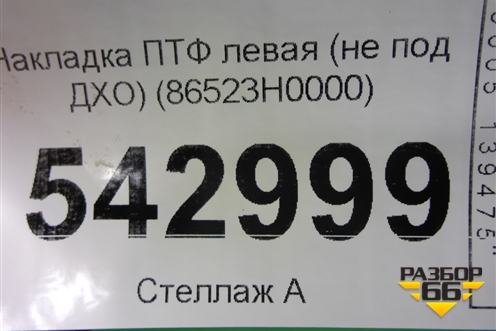 Накладка ПТФ левая (не под
ДХО) (86523H0000)
542999
Стеллаж А
РАЗБОР
66